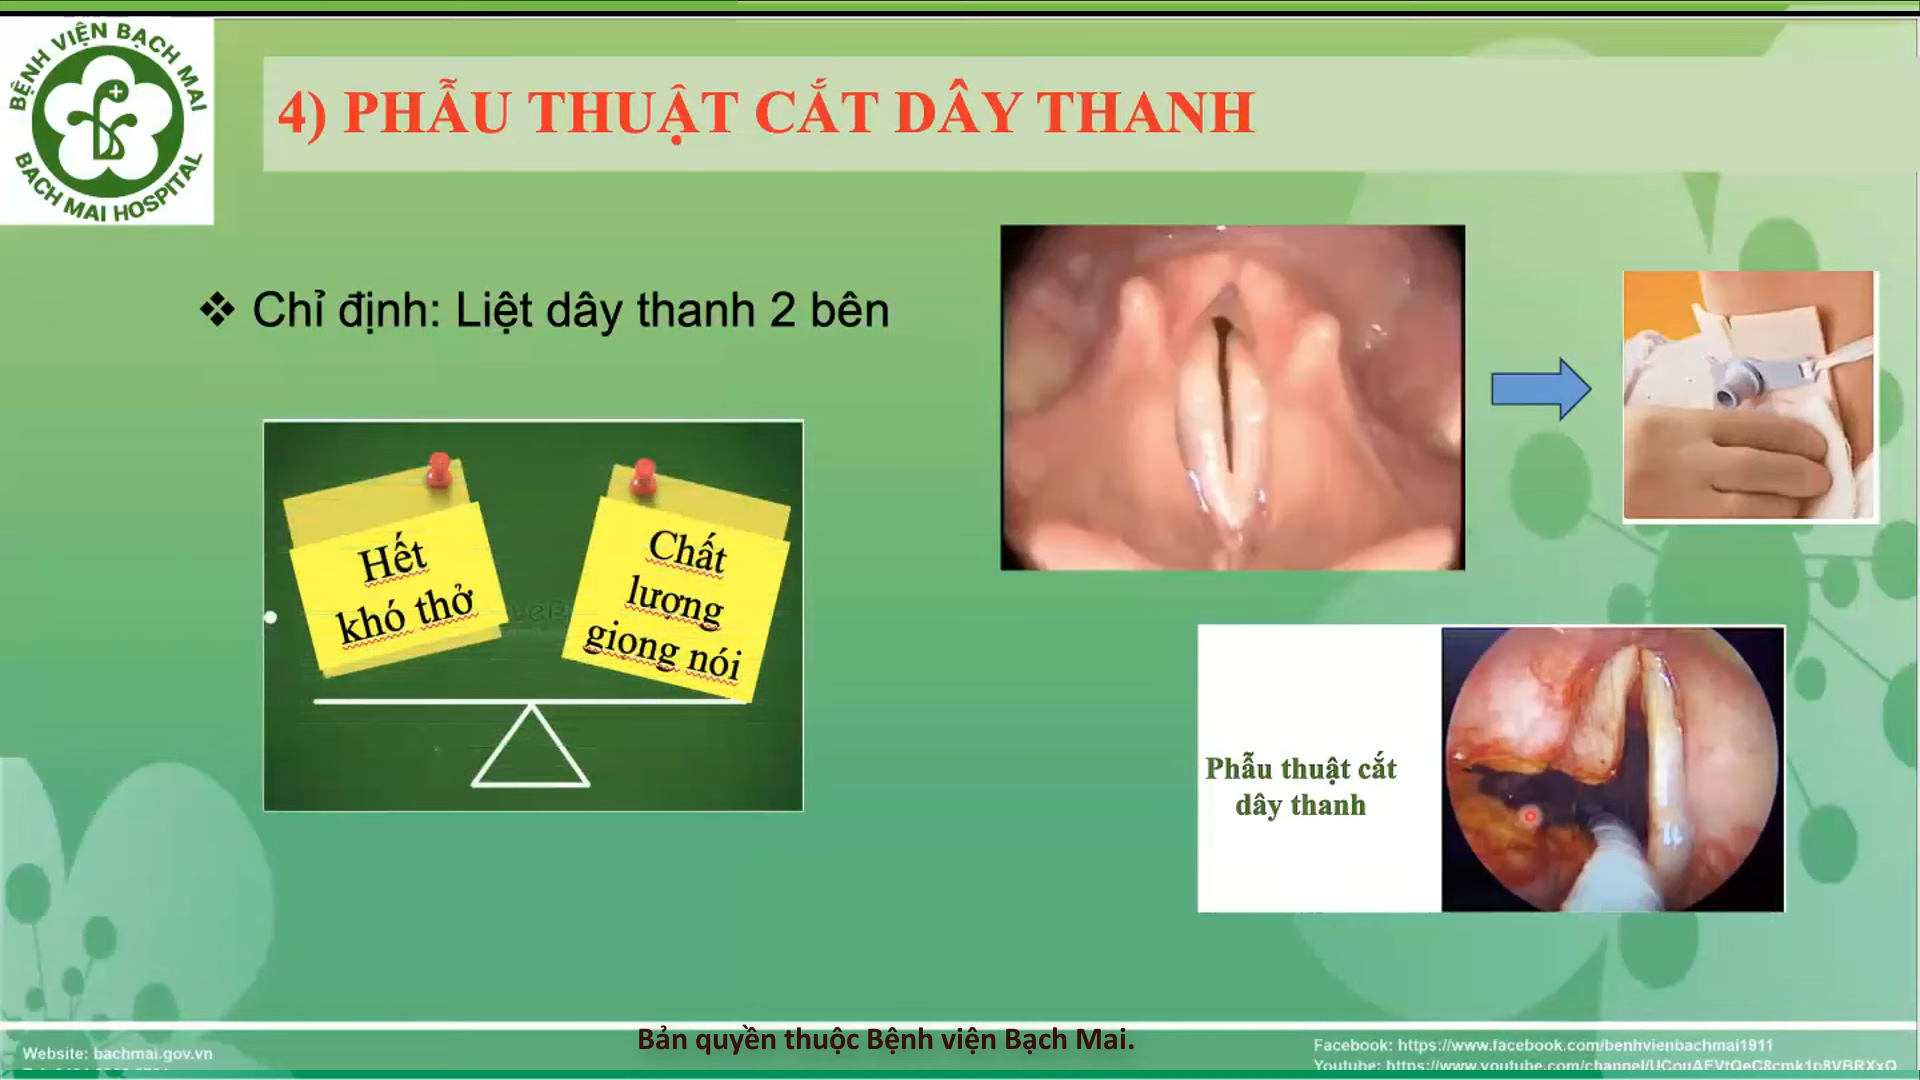 BỆNH VIỆN BẠCH MAI
BACH MAI HOSPITAL
4) PHẪU THUẬT CẮT DÂY THANH
❖ Chỉ định: Liệt dây thanh 2 bên
Hết
khó thở
Chất
lượng
giọng nói
Phẫu thuật cắt
dây thanh
Bản quyền thuộc Bệnh viện Bạch Mai.
Website: bachmai.gov.vn
Facebook: https://www.facebook.com/benhvienbachmai1911